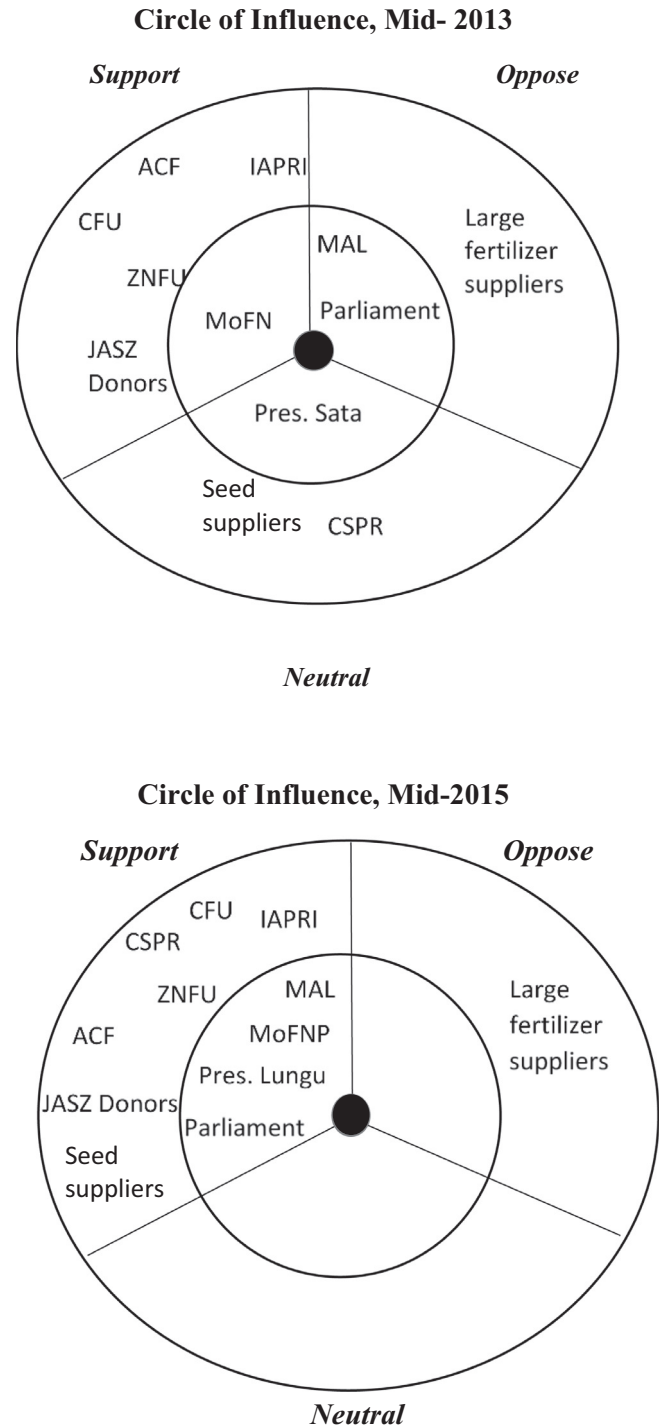 Circle of Influence, Mid- 2013
Support
Oppose
ACF
IAPRI
CFU
Large
fertilizer
suppliers
MAL
ZNFU
MoFN
Parliament
JASZ
Donors
Pres. Sata
Seed
suppliers
CSPR
Neutral
Circle of Influence, Mid-2015
Support
Oppose
CFU
IAPRI
CSPR
ZNFU
MAL
Large
fertilizer
suppliers
ACF
MoFNP
Pres. Lungu
JASZ Donors
Parliament
Seed
suppliers
Neutral